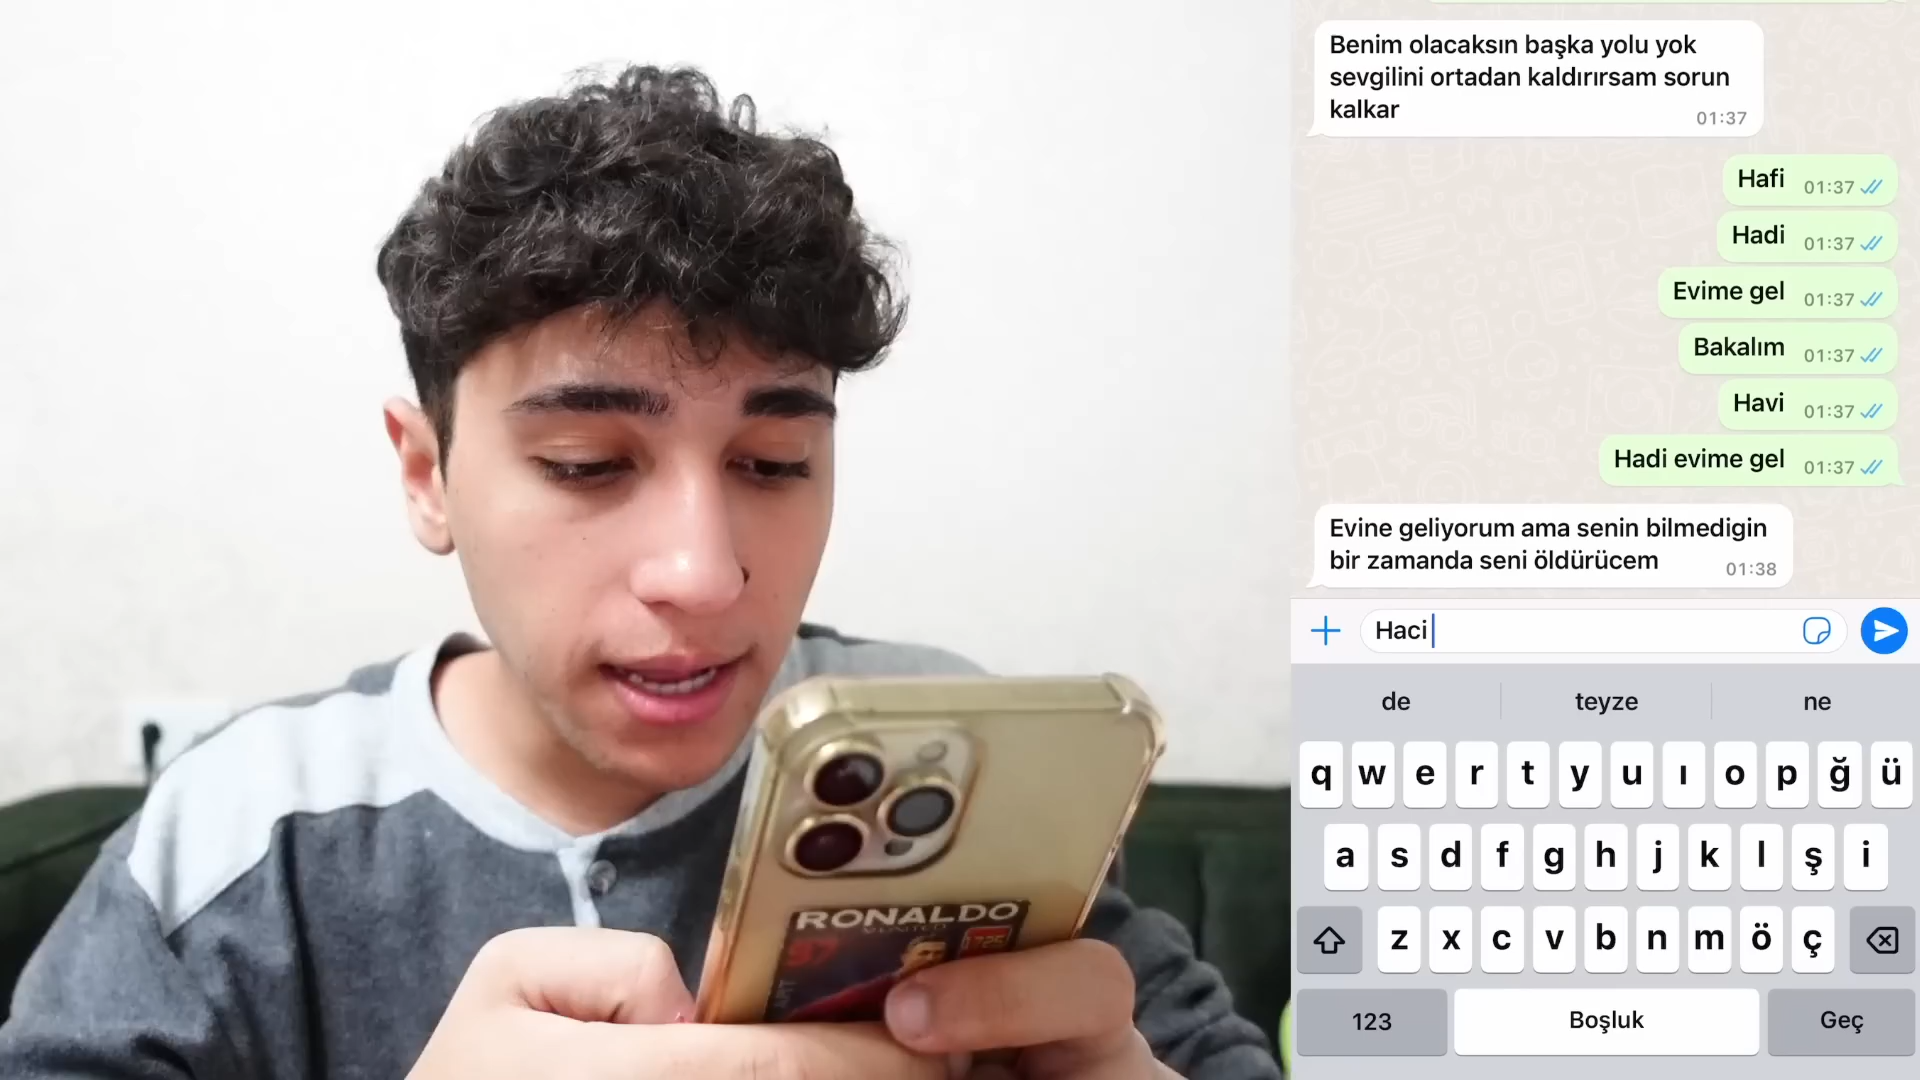 Benim olacaksın başka yolu yok
sevgilini ortadan kaldırırsam sorun
kalkar
01:37
Hafi 01:37
Hadi 01:37
Evime gel 01:37
Bakalım 01:37
Havi 01:37
Hadi evime gel 01:37
Evine geliyorum ama senin bilmedigin
bir zamanda seni öldürücem
01:38
Haci
de teyze ne
q w e r t y u ı o p ğ ü
a s d f g h j k l ş i
z x c v b n m ö ç
123 Boşluk Geç
RONALDO
97